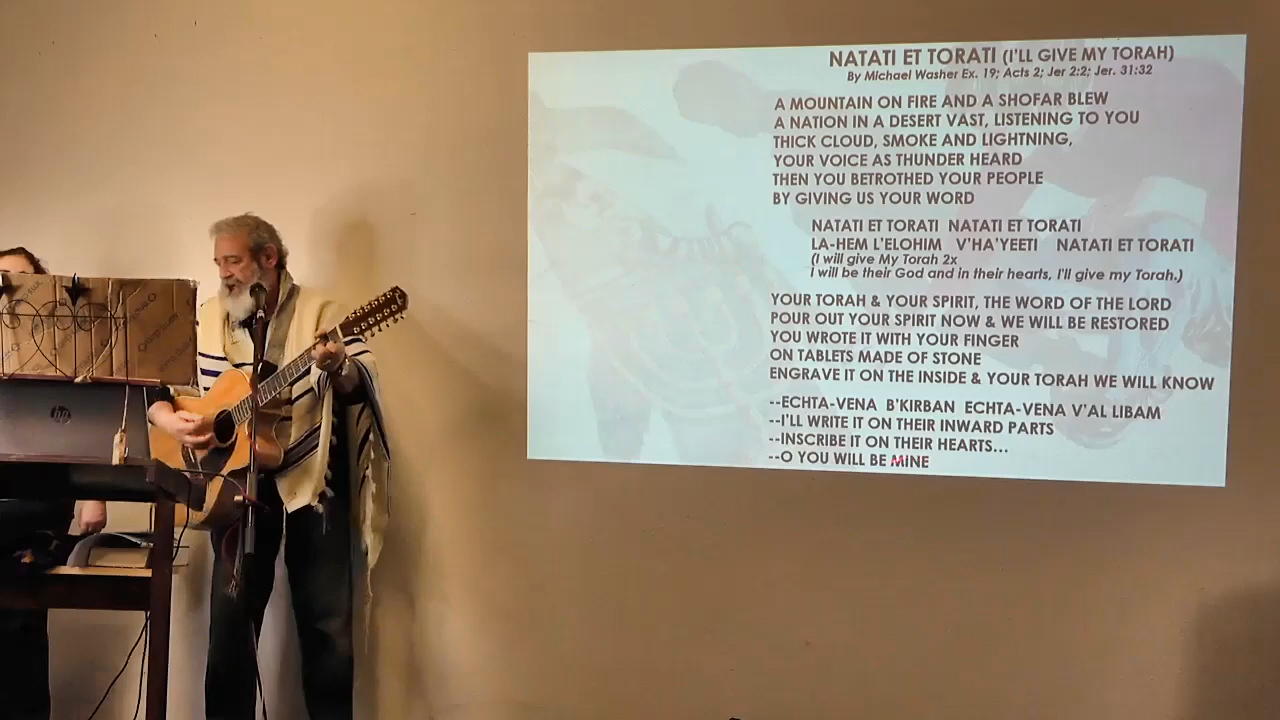 NATATI ET TORATI (I'LL GIVE MY TORAH)
By Michael Washer Ex. 19; Acts 2; Jer 2:2; Jer. 31:32
A MOUNTAIN ON FIRE AND A SHOFAR BLEW
A NATION IN A DESERT VAST, LISTENING TO YOU
THICK CLOUD, SMOKE AND LIGHTNING,
YOUR VOICE AS THUNDER HEARD
THEN YOU BETROTHED YOUR PEOPLE
BY GIVING US YOUR WORD
NATATI ET TORATI NATATI ET TORATI
LA-HEM L'ELOHIM V'HA'YEETI NATATI ET TORATI
(I will give My Torah 2x
I will be their God and in their hearts, I'll give my Torah.)
YOUR TORAH & YOUR SPIRIT, THE WORD OF THE LORD
POUR OUT YOUR SPIRIT NOW & WE WILL BE RESTORED
YOU WROTE IT WITH YOUR FINGER
ON TABLETS MADE OF STONE
ENGRAVE IT ON THE INSIDE & YOUR TORAH WE WILL KNOW
--ECHTA-VENA B'KIRBAN ECHTA-VENA V'AL LIBAM
--I'LL WRITE IT ON THEIR INWARD PARTS
--INSCRIBE IT ON THEIR HEARTS...
--O YOU WILL BE MINE
hp